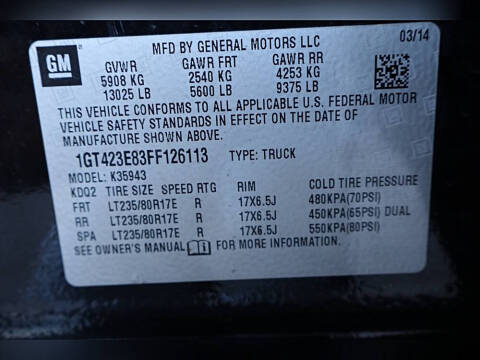 GM
MFD BY GENERAL MOTORS LLC 03/14
GVWR GAWR FRT GAWR RR
5908 KG 2540 KG 4253 KG
13025 LB 5600 LB 9375 LB
THIS VEHICLE CONFORMS TO ALL APPLICABLE U.S. FEDERAL MOTOR
VEHICLE SAFETY STANDARDS IN EFFECT ON THE DATE OF
MANUFACTURE SHOWN ABOVE.
1GT423E83FF126113 TYPE: TRUCK
MODEL: K35943
KDQ2 TIRE SIZE SPEED RTG RIM COLD TIRE PRESSURE
FRT LT235/80R17E R 17X6.5J 480KPA(70PSI)
RR LT235/80R17E R 17X6.5J 450KPA(65PSI) DUAL
SPA LT235/80R17E R 17X6.5J 550KPA(80PSI)
SEE OWNER'S MANUAL FOR MORE INFORMATION.